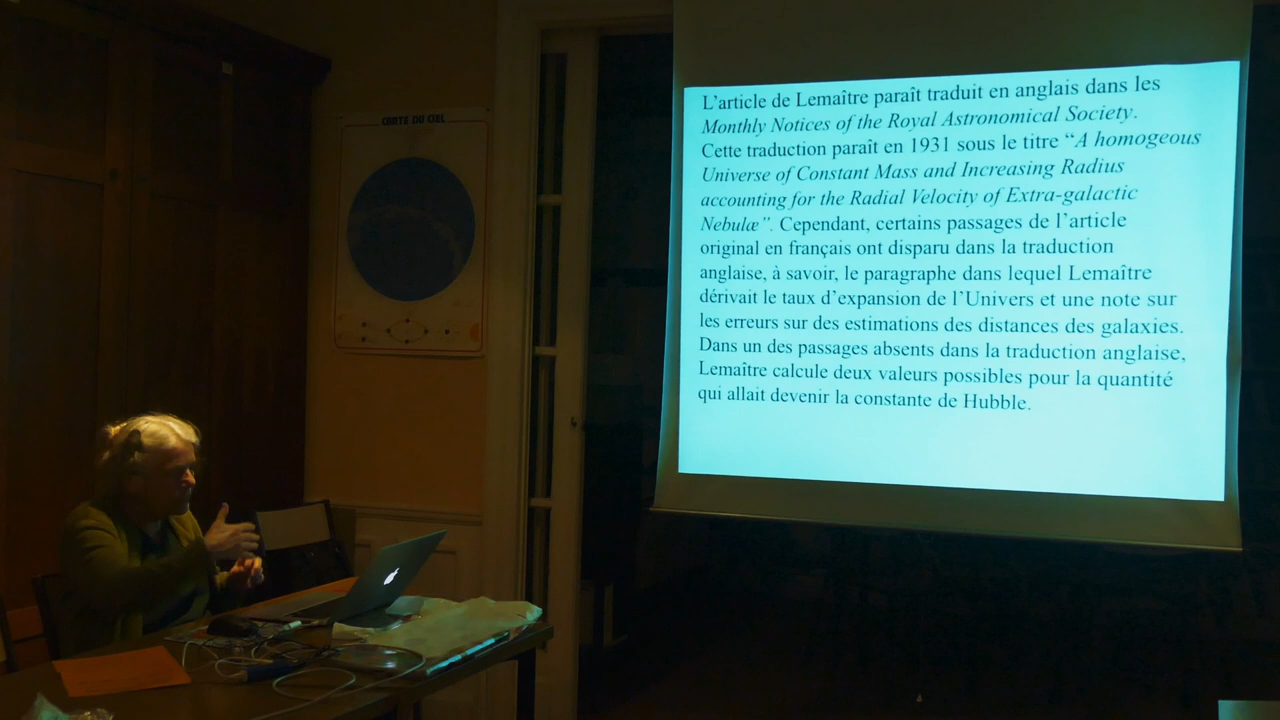 CARTE DU CIEL
L'article de Lemaître paraît traduit en anglais dans les
Monthly Notices of the Royal Astronomical Society.
Cette traduction paraît en 1931 sous le titre “A homogeous
Universe of Constant Mass and Increasing Radius
accounting for the Radial Velocity of Extra-galactic
Nebulæ”. Cependant, certains passages de l'article
original en français ont disparu dans la traduction
anglaise, à savoir, le paragraphe dans lequel Lemaître
dérivait le taux d'expansion de l'Univers et une note sur
les erreurs sur des estimations des distances des galaxies.
Dans un des passages absents dans la traduction anglaise,
Lemaître calcule deux valeurs possibles pour la quantité
qui allait devenir la constante de Hubble.